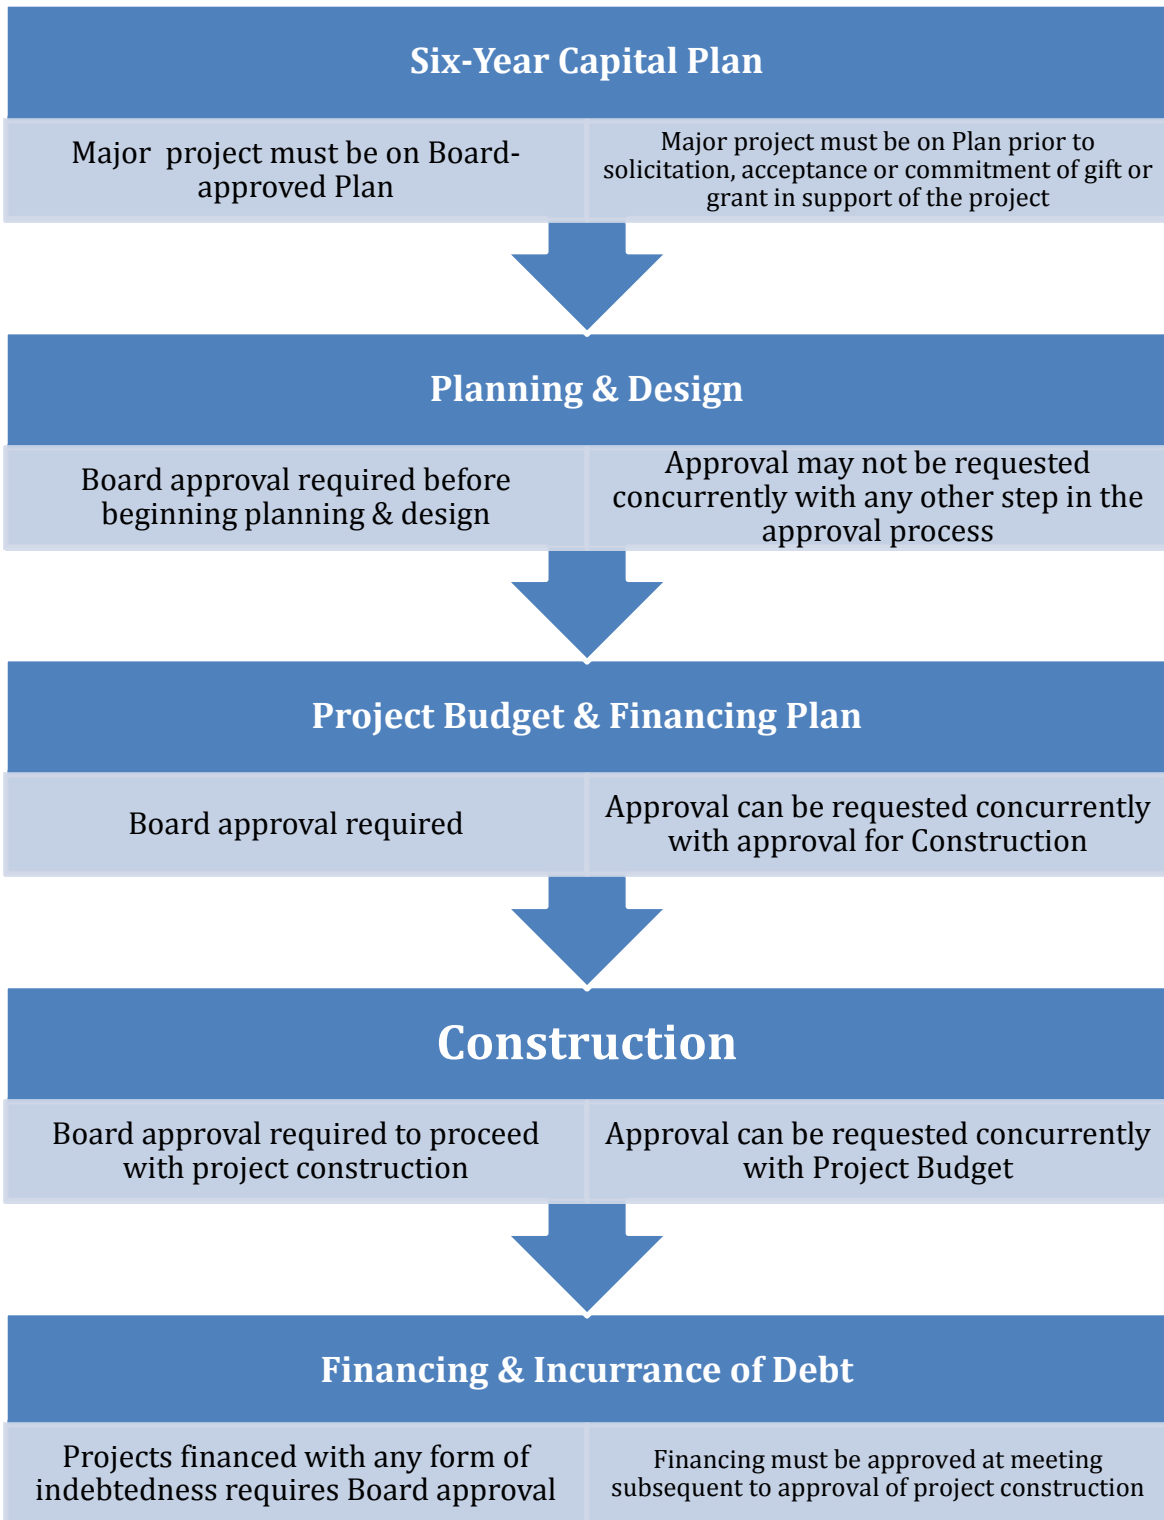 Six-Year Capital Plan
Major project must be on Board-
approved Plan
Major project must be on Plan prior to
solicitation, acceptance or commitment of gift or
grant in support of the project
Planning & Design
Board approval required before
beginning planning & design
Approval may not be requested
concurrently with any other step in the
approval process
Project Budget & Financing Plan
Board approval required
Approval can be requested concurrently
with approval for Construction
Construction
Board approval required to proceed
with project construction
Approval can be requested concurrently
with Project Budget
Financing & Incurrance of Debt
Projects financed with any form of
indebtedness requires Board approval
Financing must be approved at meeting
subsequent to approval of project construction